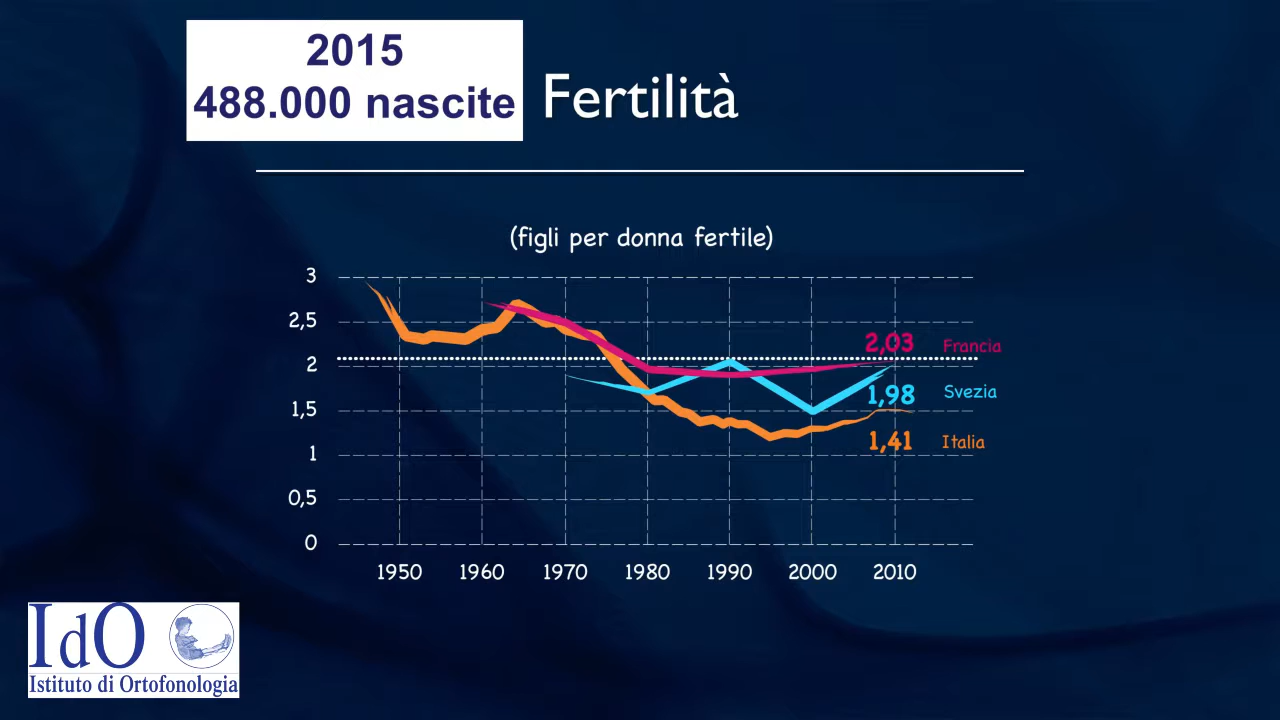 2015
488.000 nascite
Fertilità
(figli per donna fertile)
3
2,5
2
1,5
1
0,5
0
2,03 Francia
1,98 Svezia
1,41 Italia
1950 1960 1970 1980 1990 2000 2010
IdO
Istituto di Ortofonologia